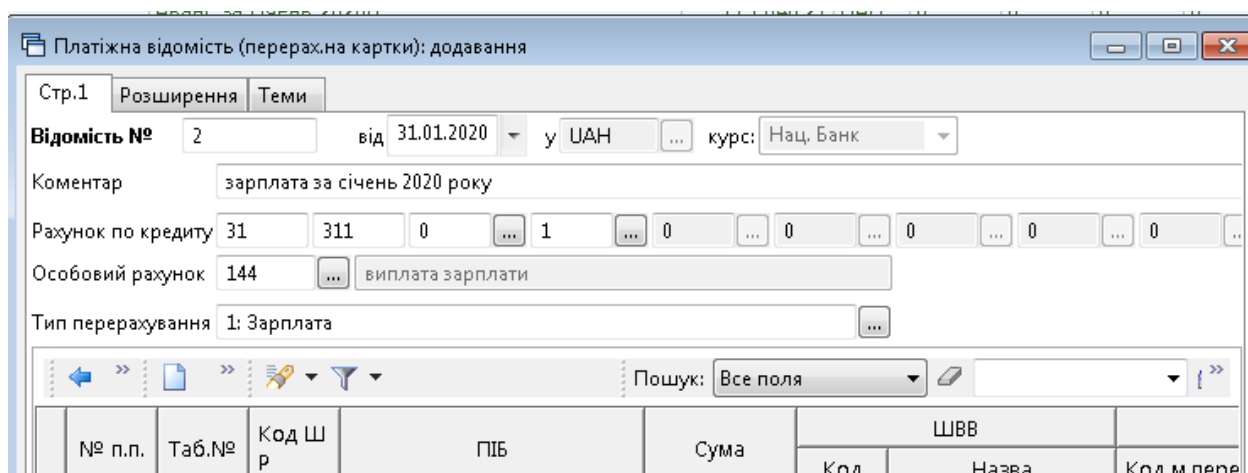 Платіжна відомість (перерах.на картки): додавання
Стр.1 Розширення Теми
Відомість № 2 від 31.01.2020 у UAH ... курс: Нац. Банк
Коментар зарплата за січень 2020 року
Рахунок по кредиту 31 311 0 ... 1 ... 0 ... 0 ... 0 ... 0 ... 0 ...
Особовий рахунок 144 ... виплата зарплати
Тип перерахування 1: Зарплата ...
Пошук: Все поля
№ п.п. Таб.№ Код Ш
Р ПІБ Сума ШВВ
Код Назва Код м.пере